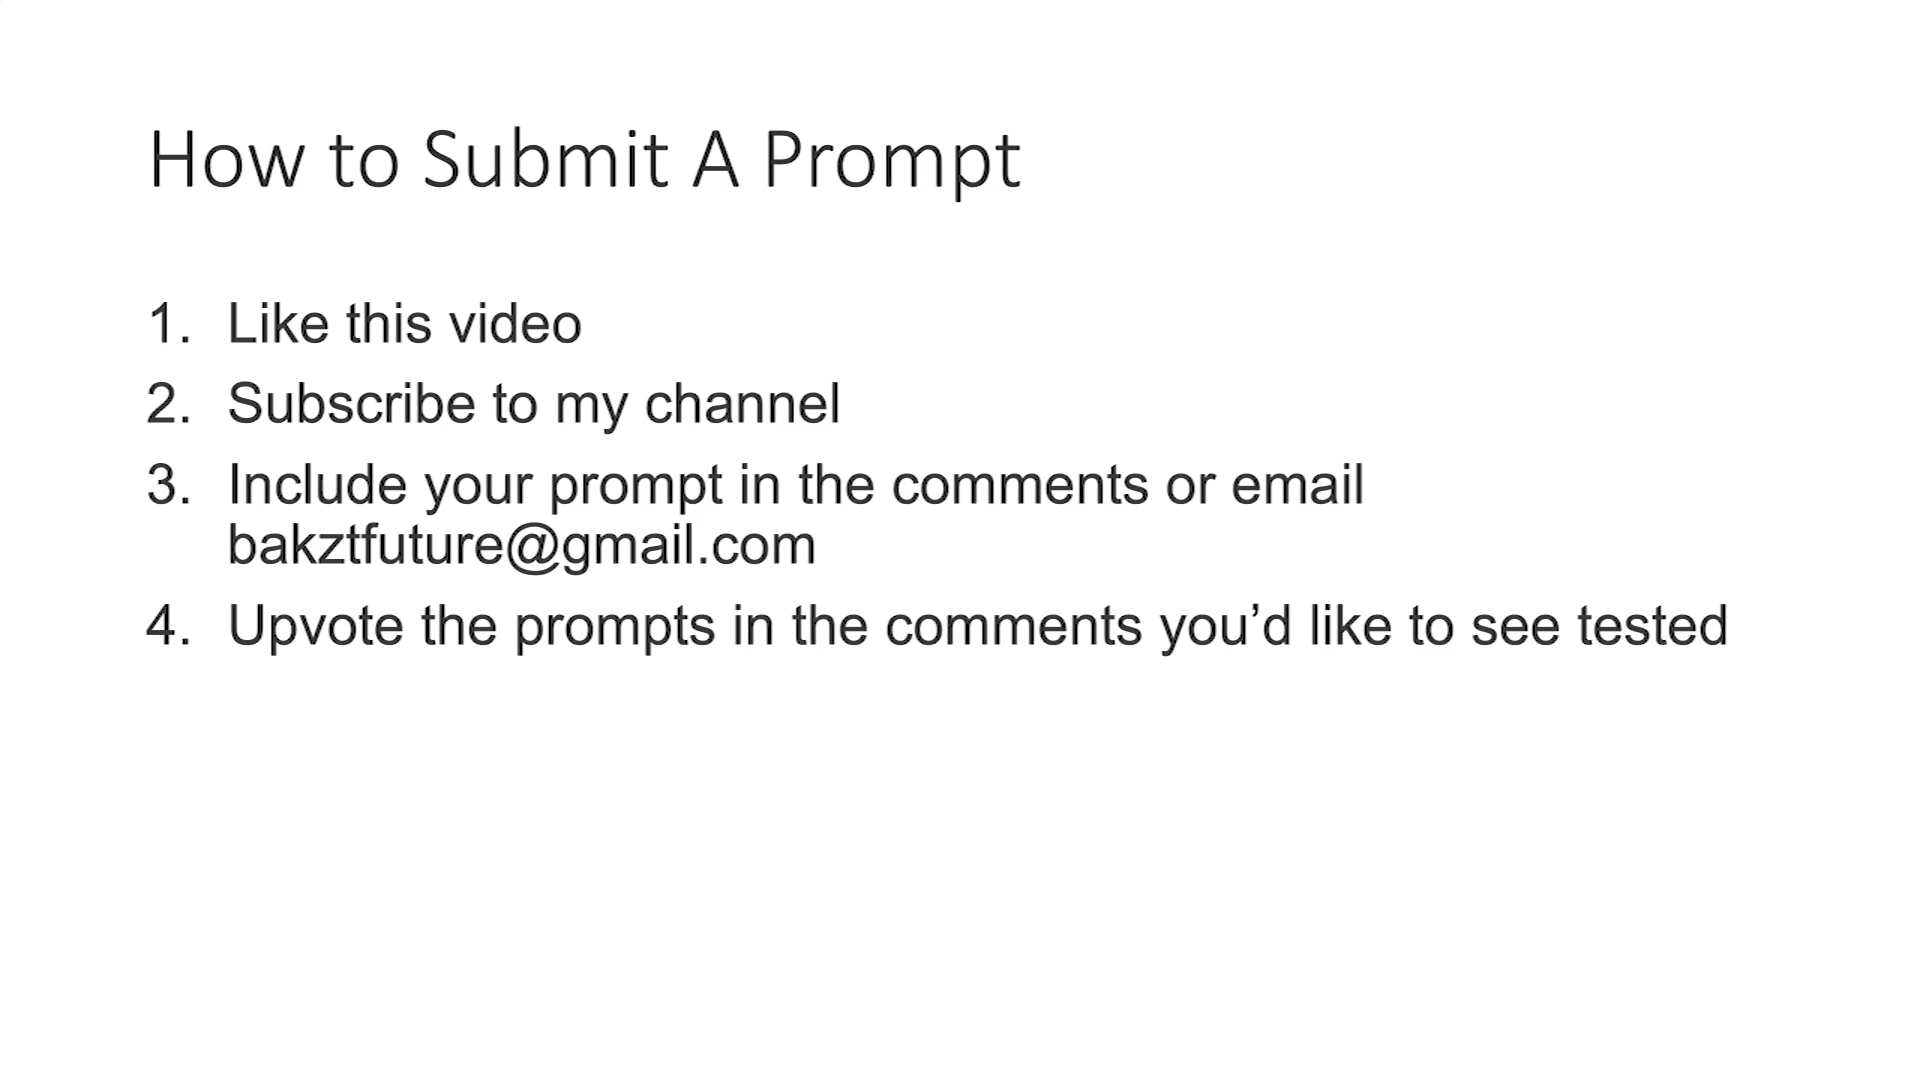 How to Submit A Prompt
1. Like this video
2. Subscribe to my channel
3. Include your prompt in the comments or email
bakztfuture@gmail.com
4. Upvote the prompts in the comments you’d like to see tested